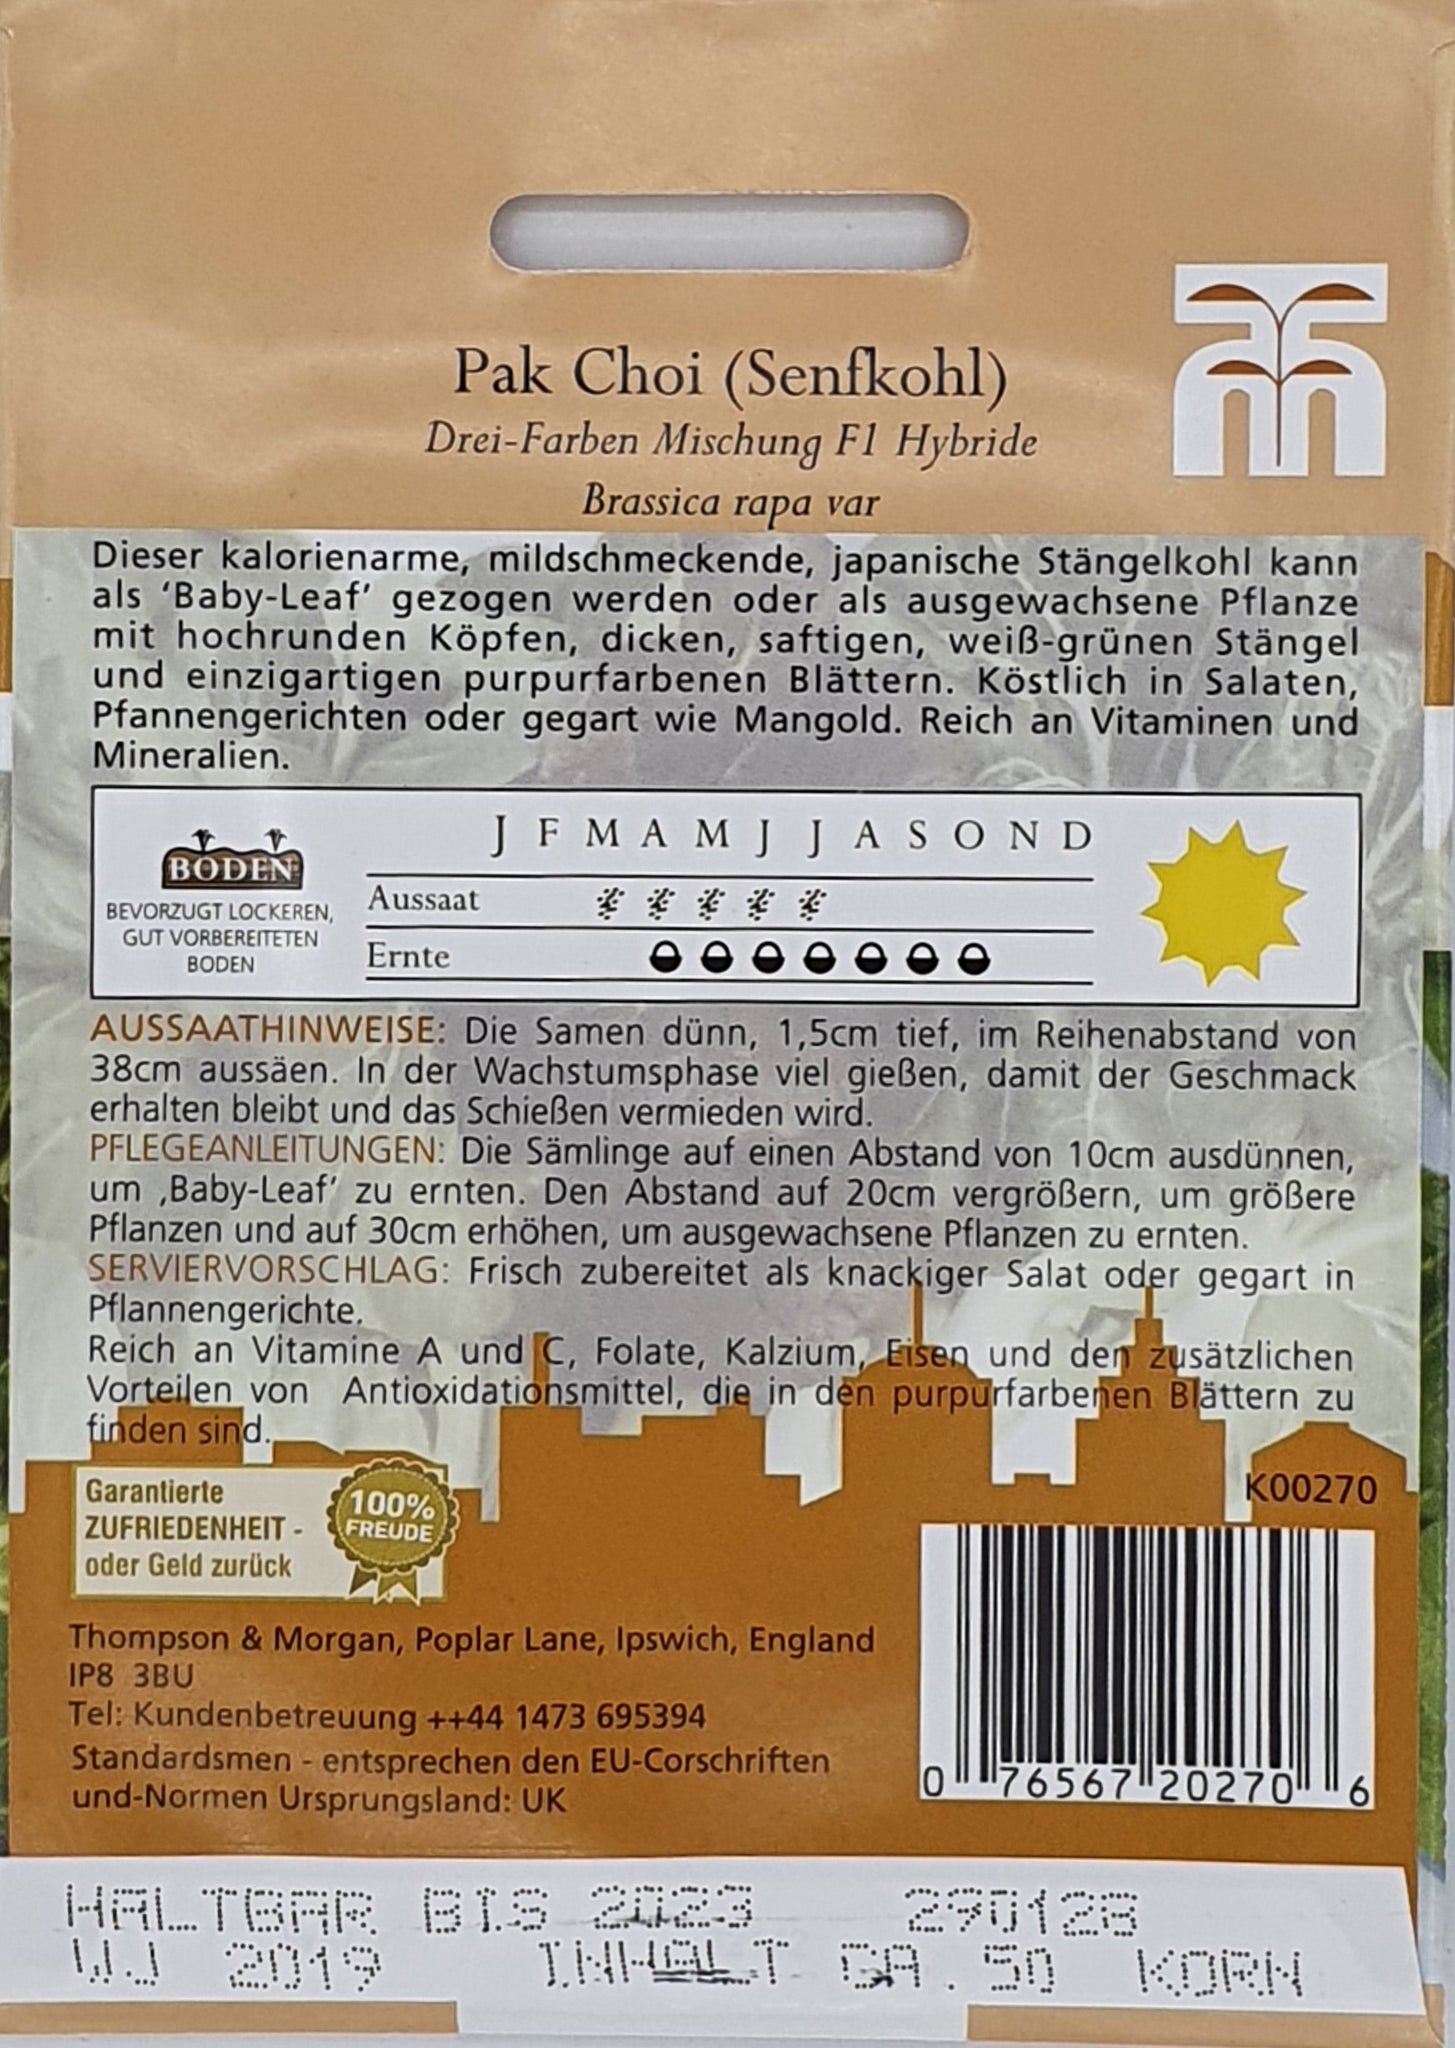 Pak Choi (Senfkohl)
Drei-Farben Mischung F1 Hybride
Brassica rapa var
Dieser kalorienarme, mildschmeckende, japanische Stängelkohl kann
als ‘Baby-Leaf’ gezogen werden oder als ausgewachsene Pflanze
mit hochrunden Köpfen, dicken, saftigen, weiß-grünen Stängel
und einzigartigen purpurfarbenen Blättern. Köstlich in Salaten,
Pfannengerichten oder gegart wie Mangold. Reich an Vitaminen und
Mineralien.
BODEN
BEVORZUGT LOCKEREN,
GUT VORBEREITETEN
BODEN
J F M A M J J A S O N D
Aussaat
Ernte
AUSSAATHINWEISE: Die Samen dünn, 1,5cm tief, im Reihenabstand von
38cm aussäen. In der Wachstumsphase viel gießen, damit der Geschmack
erhalten bleibt und das Schießen vermieden wird.
PFLEGEANLEITUNGEN: Die Sämlinge auf einen Abstand von 10cm ausdünnen,
um ‚Baby-Leaf’ zu ernten. Den Abstand auf 20cm vergrößern, um größere
Pflanzen und auf 30cm erhöhen, um ausgewachsene Pflanzen zu ernten.
SERVIERVORSCHLAG: Frisch zubereitet als knackiger Salat oder gegart in
Pflannengerichte.
Reich an Vitamine A und C, Folate, Kalzium, Eisen und den zusätzlichen
Vorteilen von Antioxidationsmittel, die in den purpurfarbenen Blättern zu
finden sind.
Garantierte
ZUFRIEDENHEIT -
oder Geld zurück
100%
FREUDE
K00270
Thompson & Morgan, Poplar Lane, Ipswich, England
IP8 3BU
Tel: Kundenbetreuung ++44 1473 695394
Standardsmen - entsprechen den EU-Corschriften
und-Normen Ursprungsland: UK
0 76567 20270 6
HALTBAR BIS 2023 290128
WJ 2019 INHALT CA. 50 KORN